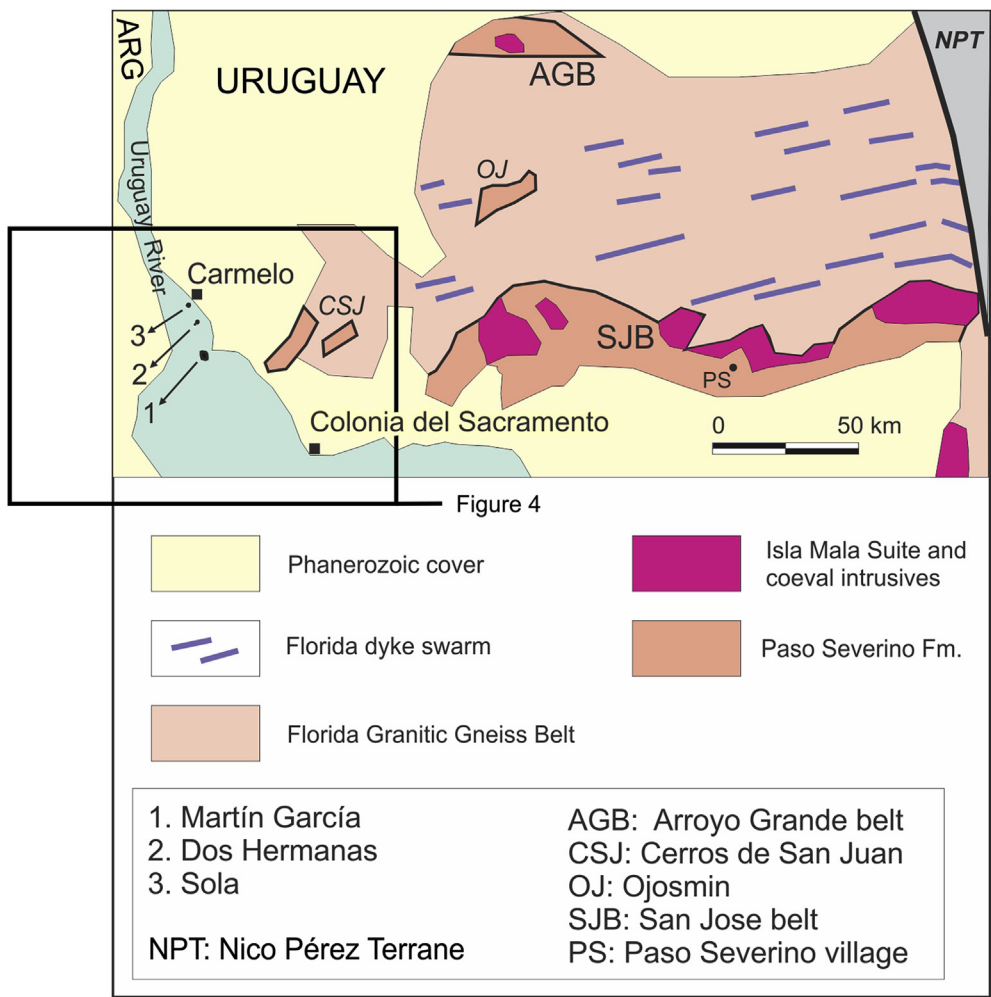 ARG
URUGUAY
NPT
AGB
OJ
Uruguay River
Carmelo
CSJ
3
2
1
SJB
PS
Colonia del Sacramento
0 50 km
Figure 4
Phanerozoic cover
Isla Mala Suite and
coeval intrusives
Florida dyke swarm
Paso Severino Fm.
Florida Granitic Gneiss Belt
1. Martín García
2. Dos Hermanas
3. Sola
NPT: Nico Pérez Terrane
AGB: Arroyo Grande belt
CSJ: Cerros de San Juan
OJ: Ojosmin
SJB: San Jose belt
PS: Paso Severino village